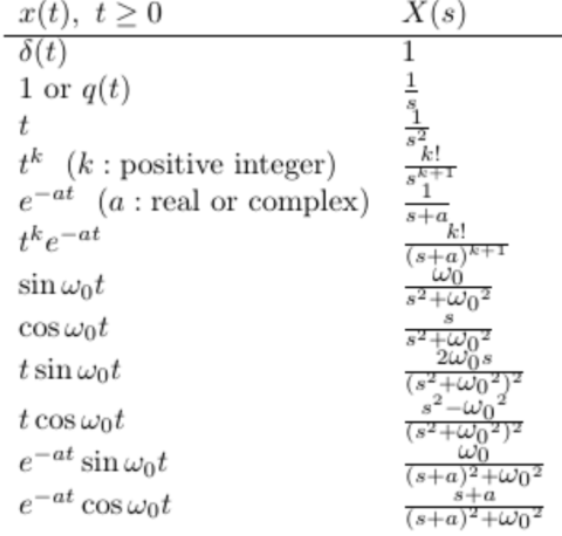 x(t), t ≥ 0 X(s)
δ(t) 1
1 or q(t) 1/s
t 1/s²
t^k (k : positive integer) k!/s^{k+1}
e^{-at} (a : real or complex) 1/(s+a)
t^k e^{-at} k!/(s+a)^{k+1}
sin ω₀t ω₀/(s²+ω₀²)
cos ω₀t s/(s²+ω₀²)
t sin ω₀t 2ω₀s/(s²+ω₀²)²
t cos ω₀t (s²−ω₀²)/(s²+ω₀²)²
e^{-at} sin ω₀t ω₀/((s+a)²+ω₀²)
e^{-at} cos ω₀t (s+a)/((s+a)²+ω₀²)